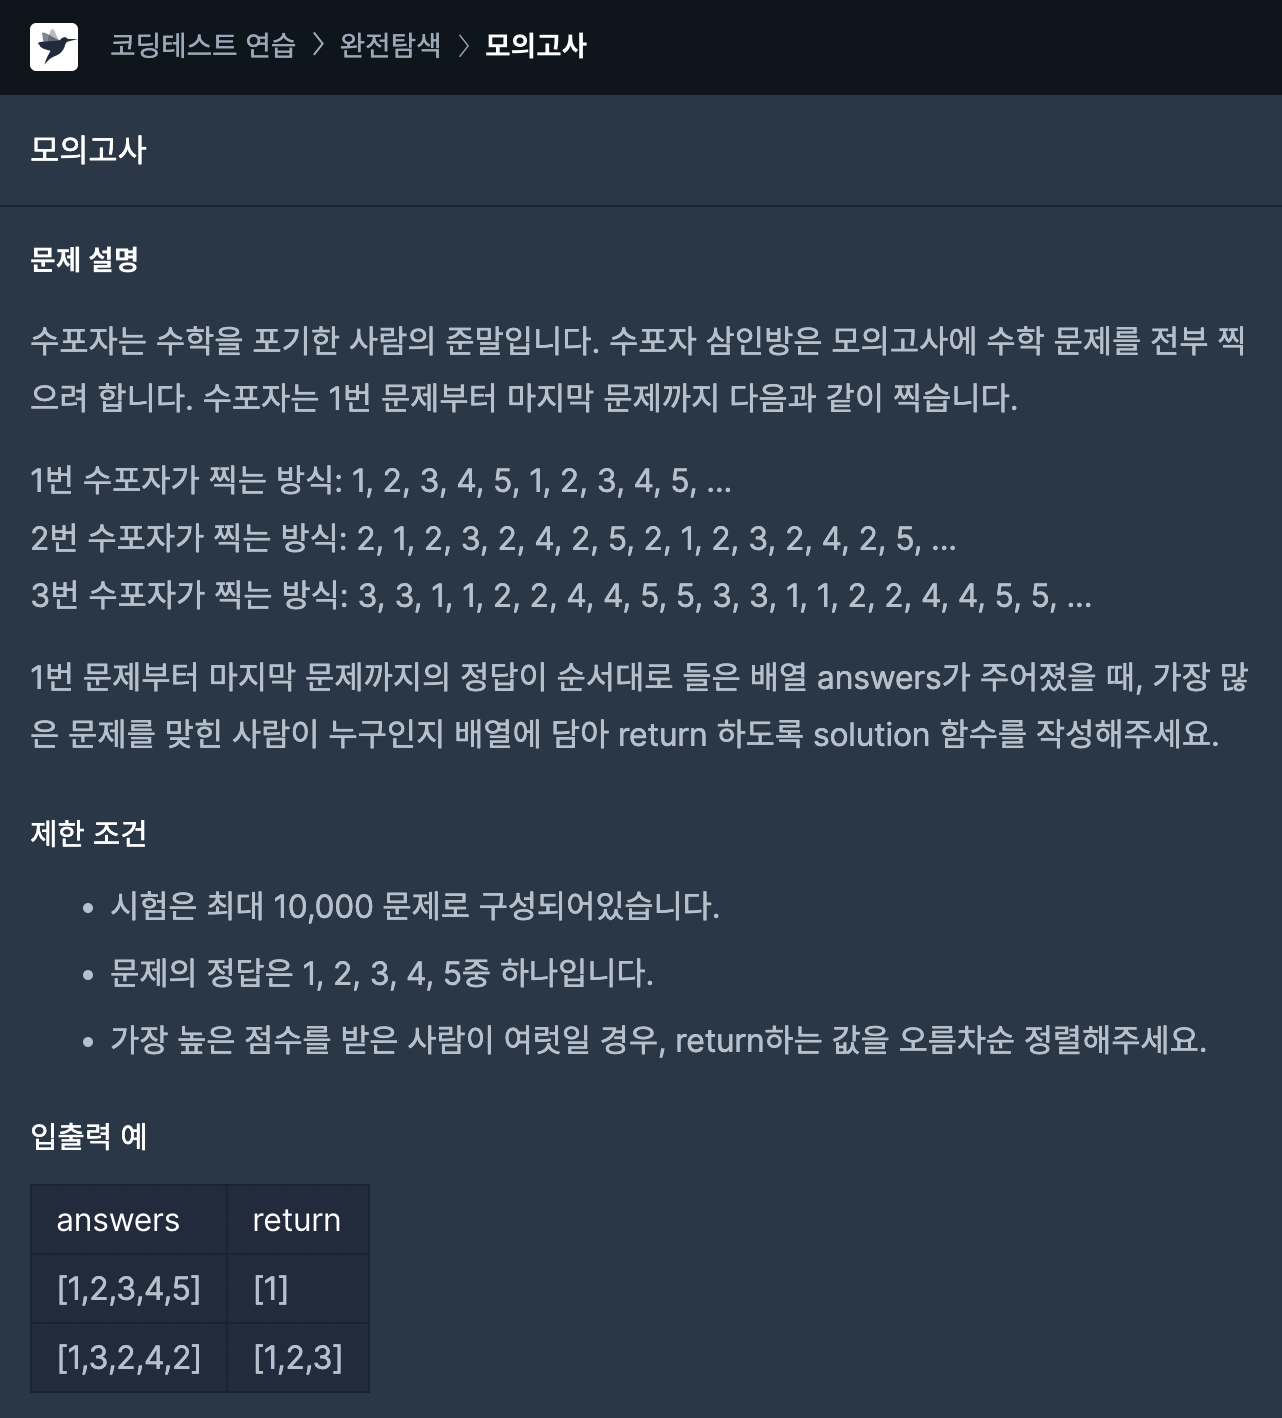 코딩테스트 연습 > 완전탐색 > 모의고사
모의고사
문제 설명
수포자는 수학을 포기한 사람의 준말입니다. 수포자 삼인방은 모의고사에 수학 문제를 전부 찍
으려 합니다. 수포자는 1번 문제부터 마지막 문제까지 다음과 같이 찍습니다.
1번 수포자가 찍는 방식: 1, 2, 3, 4, 5, 1, 2, 3, 4, 5, ...
2번 수포자가 찍는 방식: 2, 1, 2, 3, 2, 4, 2, 5, 2, 1, 2, 3, 2, 4, 2, 5, ...
3번 수포자가 찍는 방식: 3, 3, 1, 1, 2, 2, 4, 4, 5, 5, 3, 3, 1, 1, 2, 2, 4, 4, 5, 5, ...
1번 문제부터 마지막 문제까지의 정답이 순서대로 들은 배열 answers가 주어졌을 때, 가장 많
은 문제를 맞힌 사람이 누구인지 배열에 담아 return 하도록 solution 함수를 작성해주세요.
제한 조건
• 시험은 최대 10,000 문제로 구성되어있습니다.
• 문제의 정답은 1, 2, 3, 4, 5중 하나입니다.
• 가장 높은 점수를 받은 사람이 여럿일 경우, return하는 값을 오름차순 정렬해주세요.
입출력 예
answers return
[1,2,3,4,5] [1]
[1,3,2,4,2] [1,2,3]